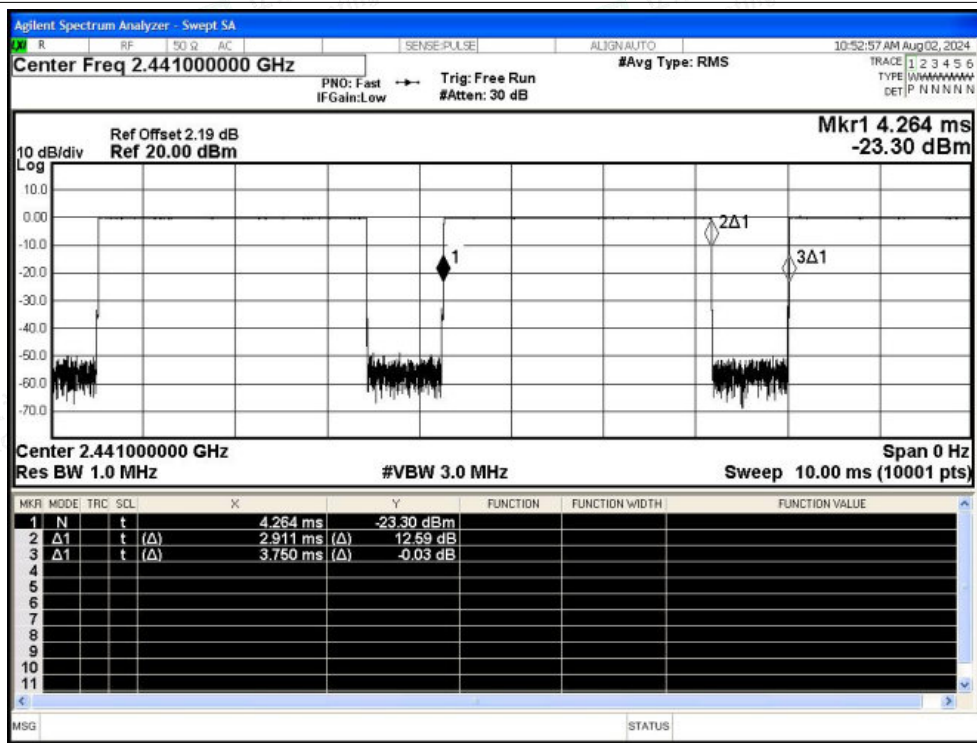 Agilent Spectrum Analyzer - Swept SA
LXI R RF 50 Ω AC SENSE:PULSE ALIGNAUTO 10:52:57 AM Aug 02, 2024
Center Freq 2.441000000 GHz #Avg Type: RMS TRACE 1 2 3 4 5 6
PNO: Fast Trig: Free Run TYPE WWWWWW
IFGain:Low #Atten: 30 dB DET P N N N N N
Mkr1 4.264 ms
Ref Offset 2.19 dB
10 dB/div Ref 20.00 dBm -23.30 dBm
Log
10.0
0.00
2Δ1
-10.0
1 3Δ1
-20.0
-30.0
-40.0
-50.0
-60.0
-70.0
Center 2.441000000 GHz Span 0 Hz
Res BW 1.0 MHz #VBW 3.0 MHz Sweep 10.00 ms (10001 pts)
MKR MODE TRC SCL X Y FUNCTION FUNCTION WIDTH FUNCTION VALUE
1 N t 4.264 ms -23.30 dBm
2 Δ1 t (Δ) 2.911 ms (Δ) 12.59 dB
3 Δ1 t (Δ) 3.750 ms (Δ) -0.03 dB
4
5
6
7
8
9
10
11
MSG STATUS